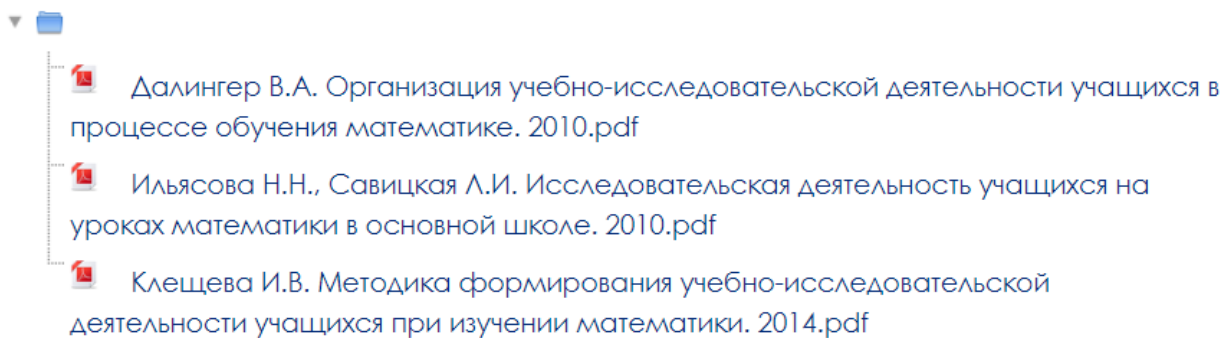 Далингер В.А. Организация учебно-исследовательской деятельности учащихся в
процессе обучения математике. 2010.pdf
Ильясова Н.Н., Савицкая Л.И. Исследовательская деятельность учащихся на
уроках математики в основной школе. 2010.pdf
Клещева И.В. Методика формирования учебно-исследовательской
деятельности учащихся при изучении математики. 2014.pdf